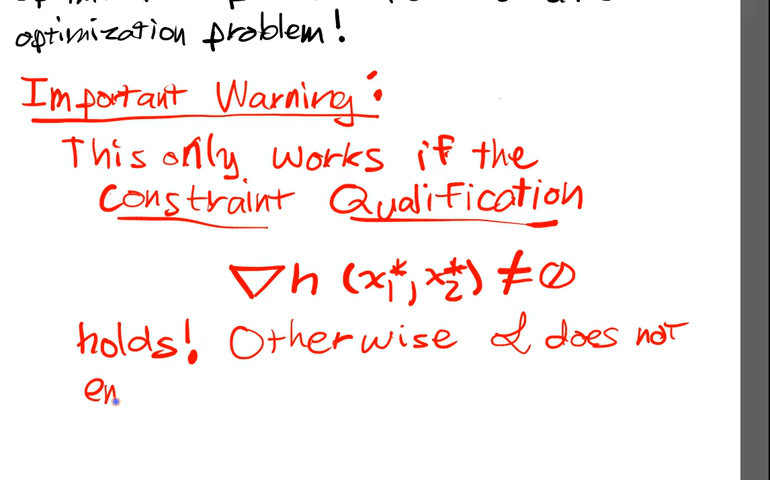 optimization problem!
Important Warning:
This only works if the
Constraint Qualification
∇h (x₁*, x₂*) ≠ 0
holds! Otherwise ℒ does not
en